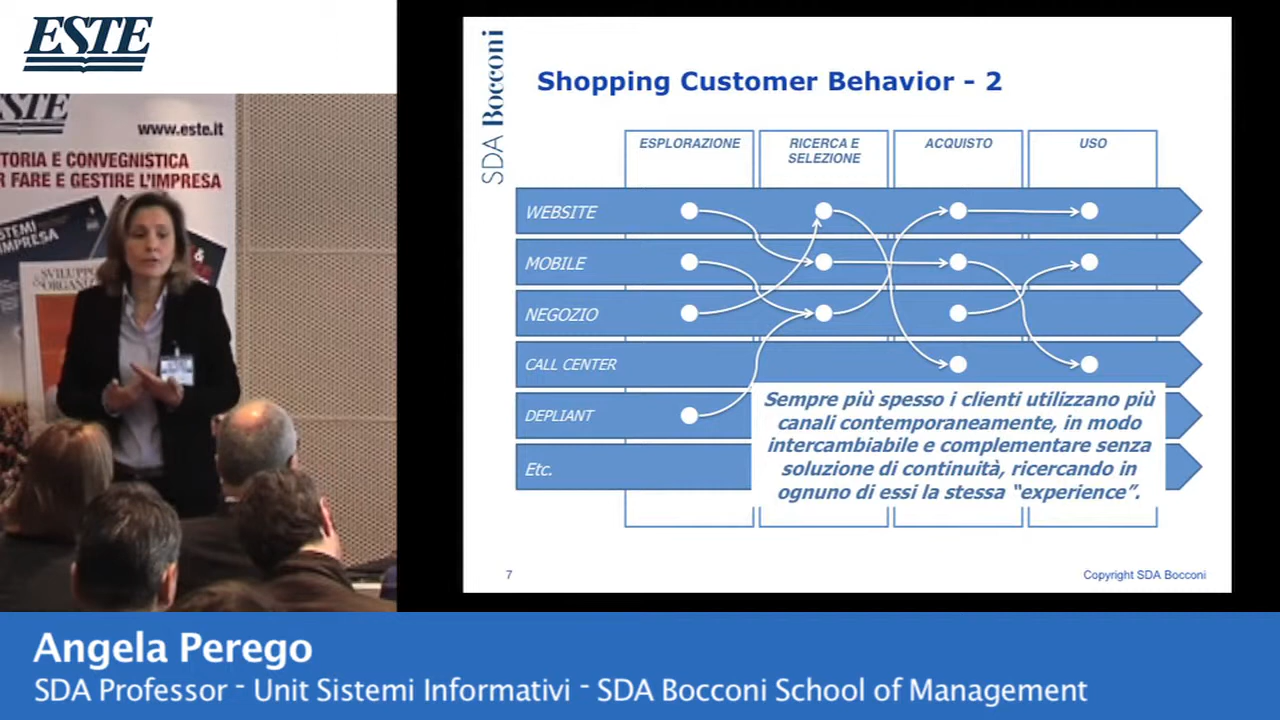 ESTE
ESTE
www.este.it
TORIA E CONVEGNISTICA
R FARE E GESTIRE L'IMPRESA
STEMI
IMPRESA
SVILUPPO
&ORGANIZ
SDA Bocconi
Shopping Customer Behavior - 2
ESPLORAZIONE
RICERCA E
SELEZIONE
ACQUISTO
USO
WEBSITE
MOBILE
NEGOZIO
CALL CENTER
DEPLIANT
Etc.
Sempre più spesso i clienti utilizzano più
canali contemporaneamente, in modo
intercambiabile e complementare senza
soluzione di continuità, ricercando in
ognuno di essi la stessa “experience”.
7
Copyright SDA Bocconi
Angela Perego
SDA Professor - Unit Sistemi Informativi - SDA Bocconi School of Management